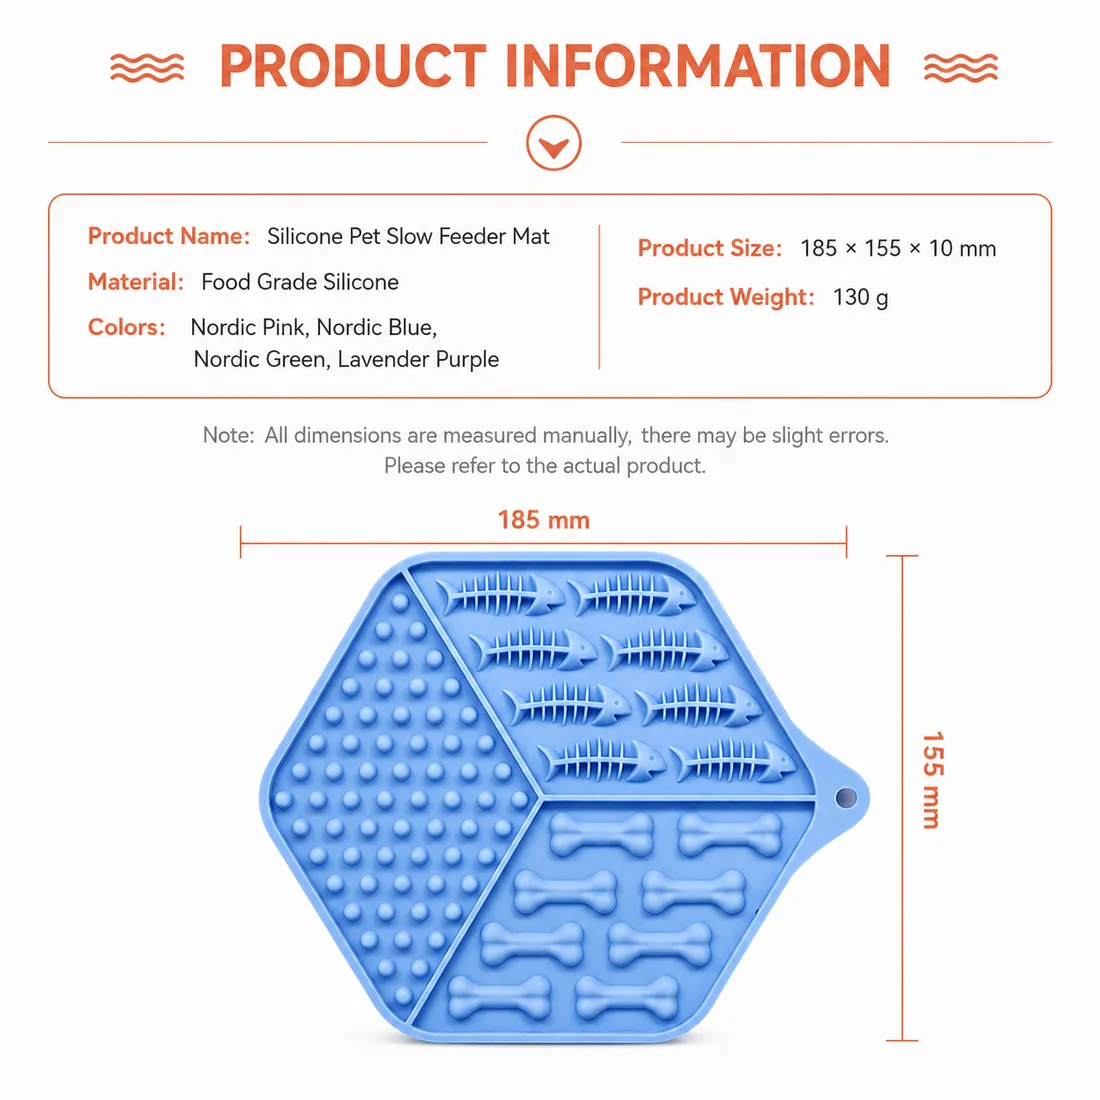 PRODUCT INFORMATION
Product Name: Silicone Pet Slow Feeder Mat
Material: Food Grade Silicone
Colors: Nordic Pink, Nordic Blue,
Nordic Green, Lavender Purple
Product Size: 185 × 155 × 10 mm
Product Weight: 130 g
Note: All dimensions are measured manually, there may be slight errors.
Please refer to the actual product.
185 mm
155 mm